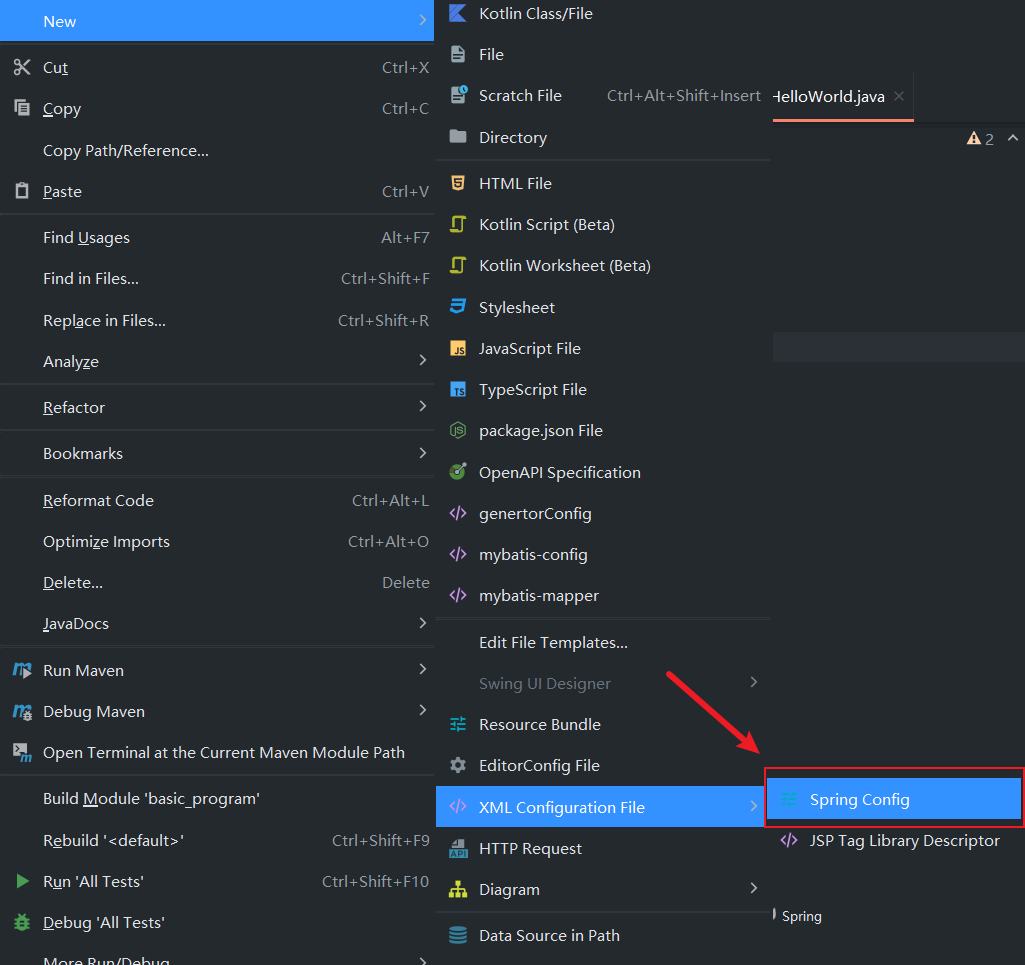 New
Cut Ctrl+X
Copy Ctrl+C
Copy Path/Reference...
Paste Ctrl+V
Find Usages Alt+F7
Find in Files... Ctrl+Shift+F
Replace in Files... Ctrl+Shift+R
Analyze
Refactor
Bookmarks
Reformat Code Ctrl+Alt+L
Optimize Imports Ctrl+Alt+O
Delete... Delete
JavaDocs
Run Maven
Debug Maven
Open Terminal at the Current Maven Module Path
Build Module 'basic_program'
Rebuild '<default>' Ctrl+Shift+F9
Run 'All Tests' Ctrl+Shift+F10
Debug 'All Tests'
More Run/Debug
Kotlin Class/File
File
Scratch File Ctrl+Alt+Shift+Insert
Directory
HTML File
Kotlin Script (Beta)
Kotlin Worksheet (Beta)
Stylesheet
JavaScript File
TypeScript File
package.json File
OpenAPI Specification
genertorConfig
mybatis-config
mybatis-mapper
Edit File Templates...
Swing UI Designer
Resource Bundle
EditorConfig File
XML Configuration File
HTTP Request
Diagram
Data Source in Path
HelloWorld.java
2
Spring Config
JSP Tag Library Descriptor
Spring